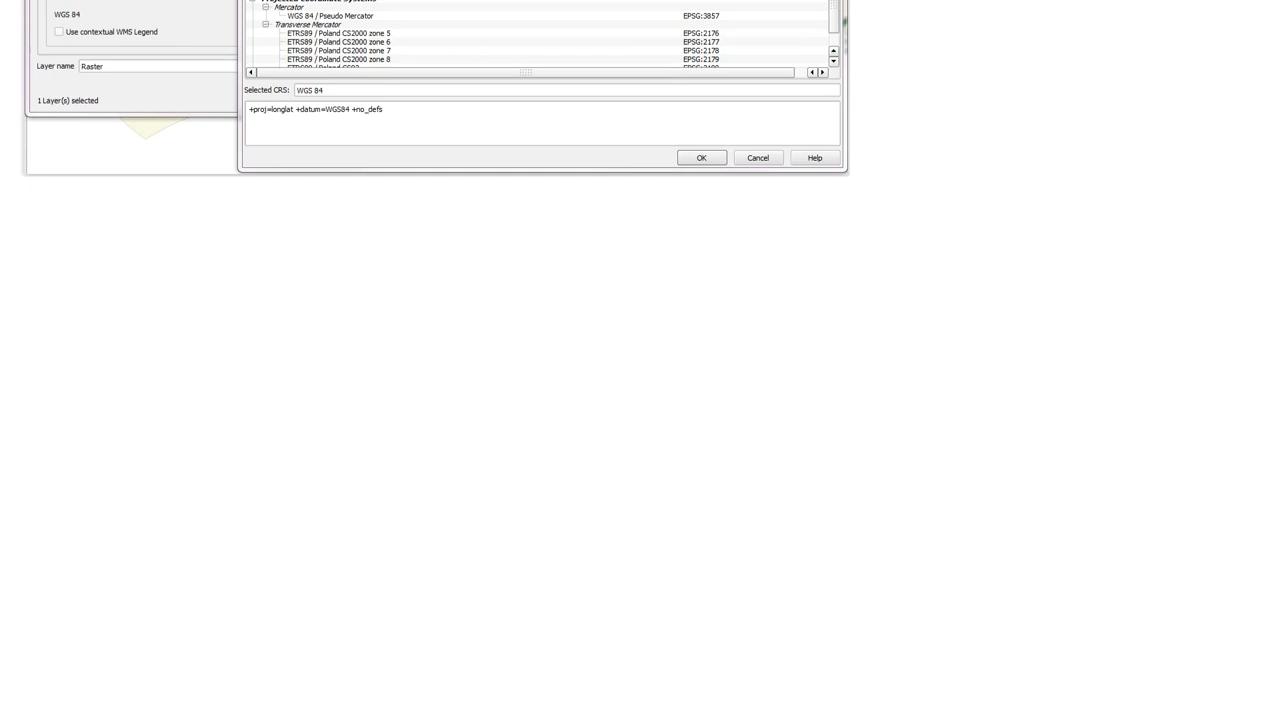 Projected Coordinate Systems
Mercator
WGS 84 / Pseudo Mercator EPSG:3857
Transverse Mercator
ETRS89 / Poland CS2000 zone 5 EPSG:2176
ETRS89 / Poland CS2000 zone 6 EPSG:2177
ETRS89 / Poland CS2000 zone 7 EPSG:2178
ETRS89 / Poland CS2000 zone 8 EPSG:2179
Selected CRS: WGS 84
+proj=longlat +datum=WGS84 +no_defs
OK Cancel Help
WGS 84
Use contextual WMS Legend
Layer name Raster
1 Layer(s) selected